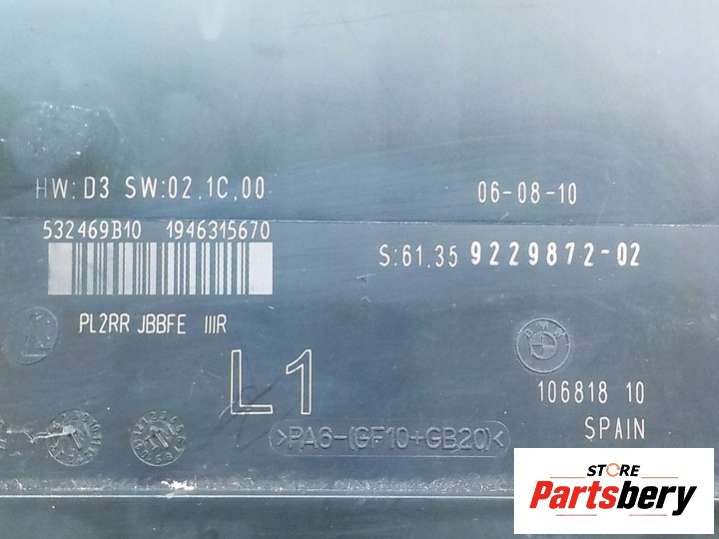 HW: D3 SW:02.1C.00
06-08-10
532469B10 1946315670
S:61.35 9229872-02
PL2RR JBBFE IIIR
L1
BMW
106818 10
>PA6-(GF10+GB20)<
SPAIN
STORE
Partsbery